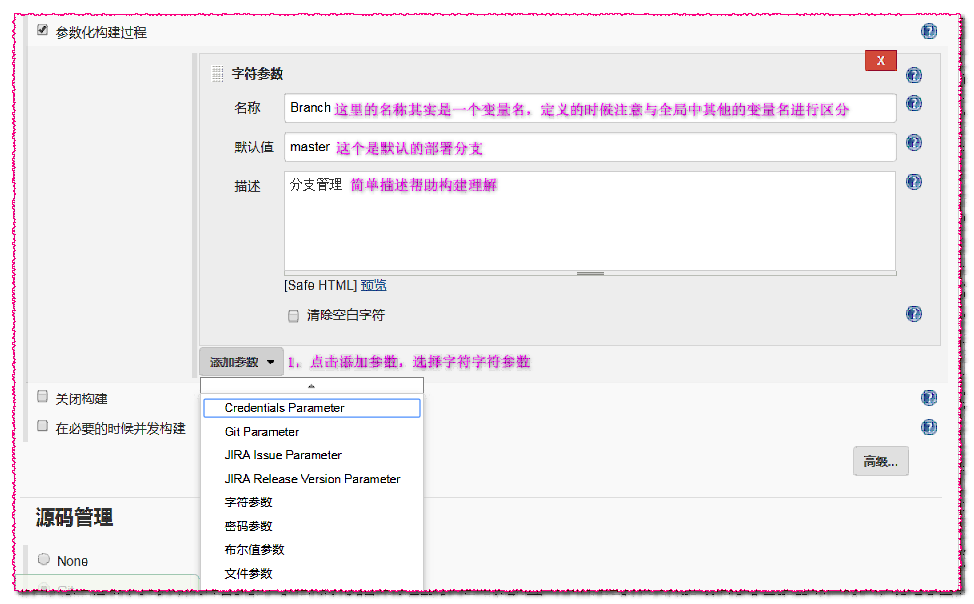 参数化构建过程
X
字符参数
名称 Branch 这里的名称其实是一个变量名，定义的时候注意与全局中其他的变量名进行区分
默认值 master 这个是默认的部署分支
描述 分支管理 简单描述帮助构建理解
[Safe HTML] 预览
清除空白字符
添加参数 1，点击添加参数，选择字符字符参数
关闭构建
Credentials Parameter
在必要的时候并发构建
Git Parameter
JIRA Issue Parameter
高级...
JIRA Release Version Parameter
字符参数
源码管理
密码参数
布尔值参数
None
文件参数